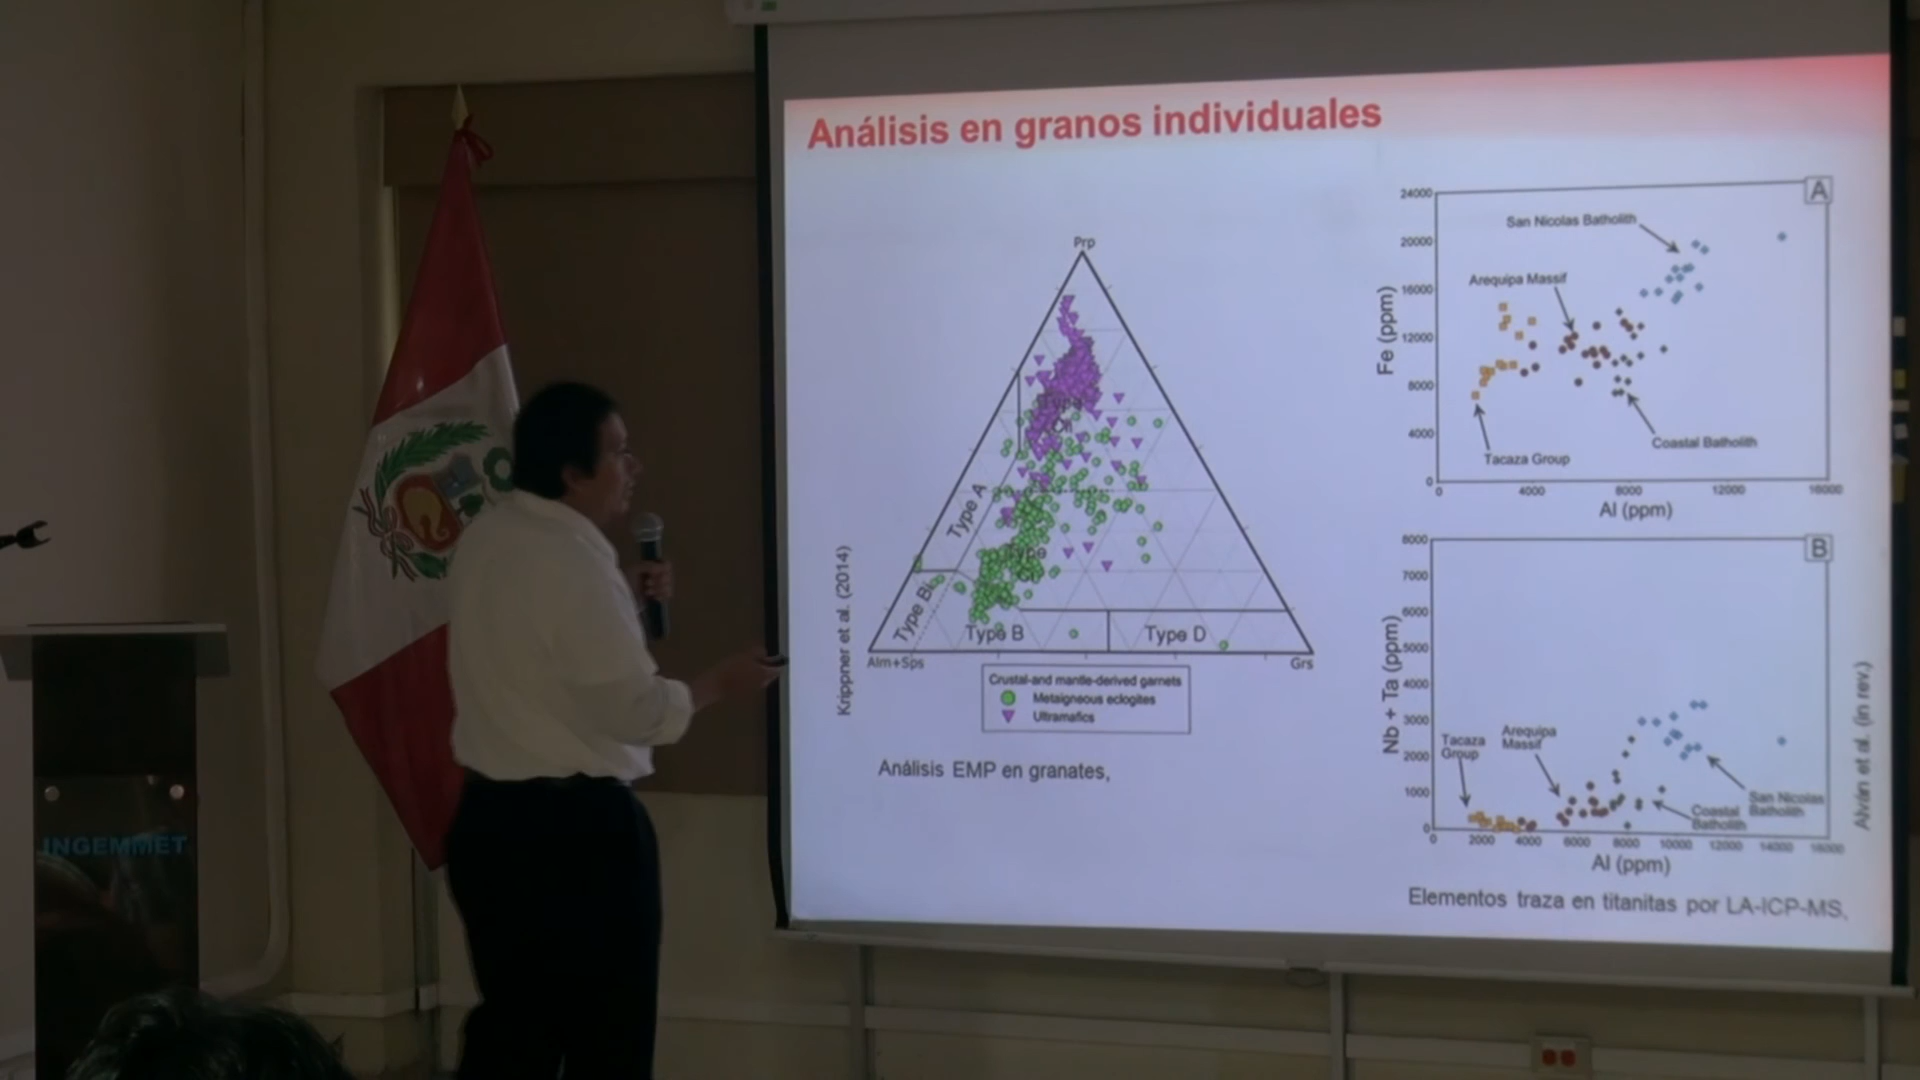 Análisis en granos individuales
Prp
Type A
Type Bi
Type B
Type D
Alm+Sps
Grs
Krippner et al. (2014)
Crustal-and mantle-derived garnets
Metaigneous eclogites
Ultramafics
Análisis EMP en granates,
A
24000
20000
16000
12000
8000
4000
0
Fe (ppm)
San Nicolas Batholith
Arequipa Massif
Coastal Batholith
Tacaza Group
0 4000 8000 12000 16000
Al (ppm)
B
8000
7000
6000
5000
4000
3000
2000
1000
0
Nb + Ta (ppm)
Tacaza
Group
Arequipa
Massif
San Nicolas
Batholith
Coastal
Batholith
0 2000 4000 6000 8000 10000 12000 14000 16000
Al (ppm)
Alván et al. (in rev.)
Elementos traza en titanitas por LA-ICP-MS,
INGEMMET